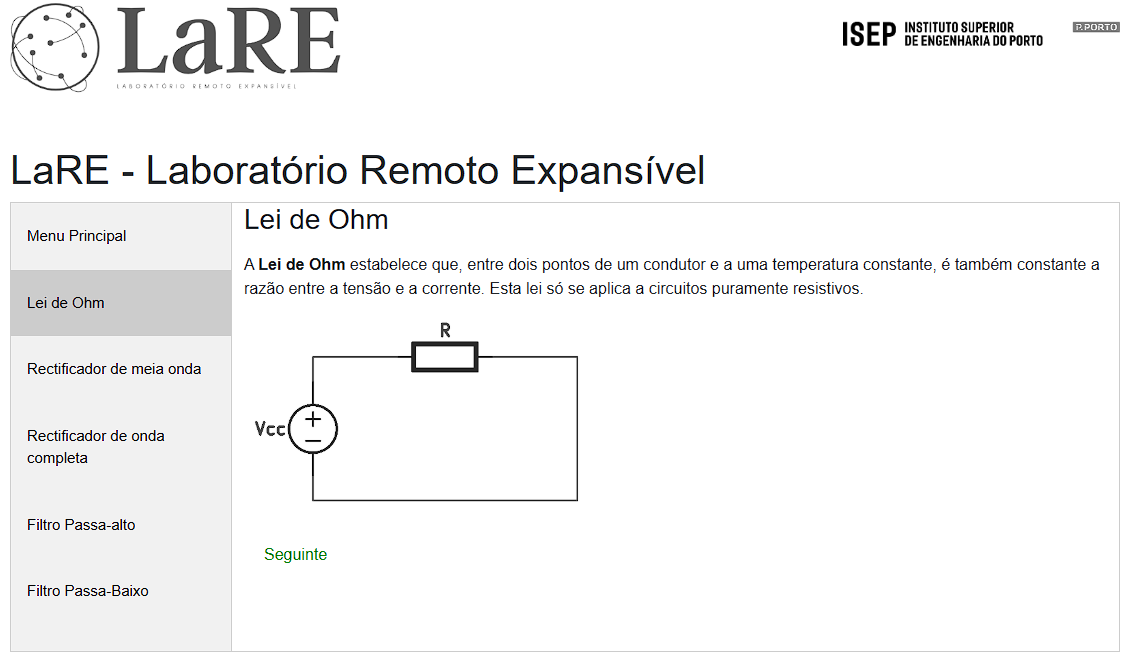 LaRE
LABORATÓRIO REMOTO EXPANSÍVEL
ISEP INSTITUTO SUPERIOR
DE ENGENHARIA DO PORTO
P.PORTO
LaRE - Laboratório Remoto Expansível
Menu Principal
Lei de Ohm
Rectificador de meia onda
Rectificador de onda
completa
Filtro Passa-alto
Filtro Passa-Baixo
Lei de Ohm
A Lei de Ohm estabelece que, entre dois pontos de um condutor e a uma temperatura constante, é também constante a
razão entre a tensão e a corrente. Esta lei só se aplica a circuitos puramente resistivos.
R
Vcc
+
−
Seguinte